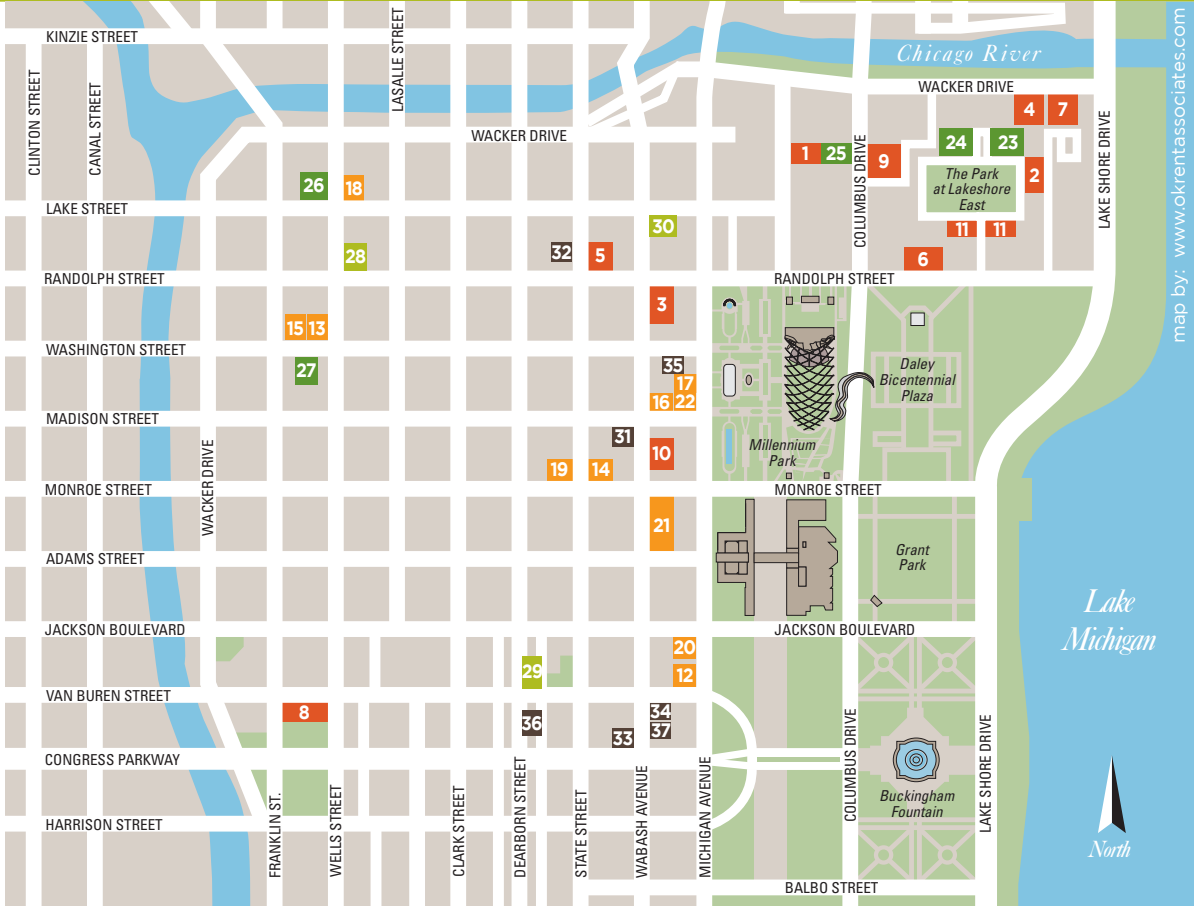 KINZIE STREET
LASALLE STREET
Chicago River
map by: www.okrentassociates.com
CLINTON STREET
CANAL STREET
WACKER DRIVE
4
7
WACKER DRIVE
LAKE SHORE DRIVE
COLUMBUS DRIVE
1
25
9
24
23
2
The Park
at Lakeshore
East
26
18
LAKE STREET
30
11
11
28
32
5
6
RANDOLPH STREET
RANDOLPH STREET
3
15
13
WASHINGTON STREET
27
35
17
16
22
Daley
Bicentennial
Plaza
MADISON STREET
31
10
19
14
Millennium
Park
WACKER DRIVE
MONROE STREET
MONROE STREET
21
ADAMS STREET
Grant
Park
Lake
Michigan
JACKSON BOULEVARD
JACKSON BOULEVARD
20
29
12
VAN BUREN STREET
8
36
34
37
33
COLUMBUS DRIVE
LAKE SHORE DRIVE
CONGRESS PARKWAY
Buckingham
Fountain
HARRISON STREET
FRANKLIN ST.
WELLS STREET
CLARK STREET
DEARBORN STREET
STATE STREET
WABASH AVENUE
MICHIGAN AVENUE
North
BALBO STREET